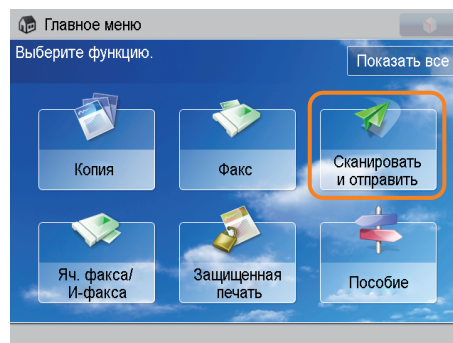 Главное меню
Выберите функцию.
Показать все
Копия
Факс
Сканировать
и отправить
Яч. факса/
И-факса
Защищенная
печать
Пособие